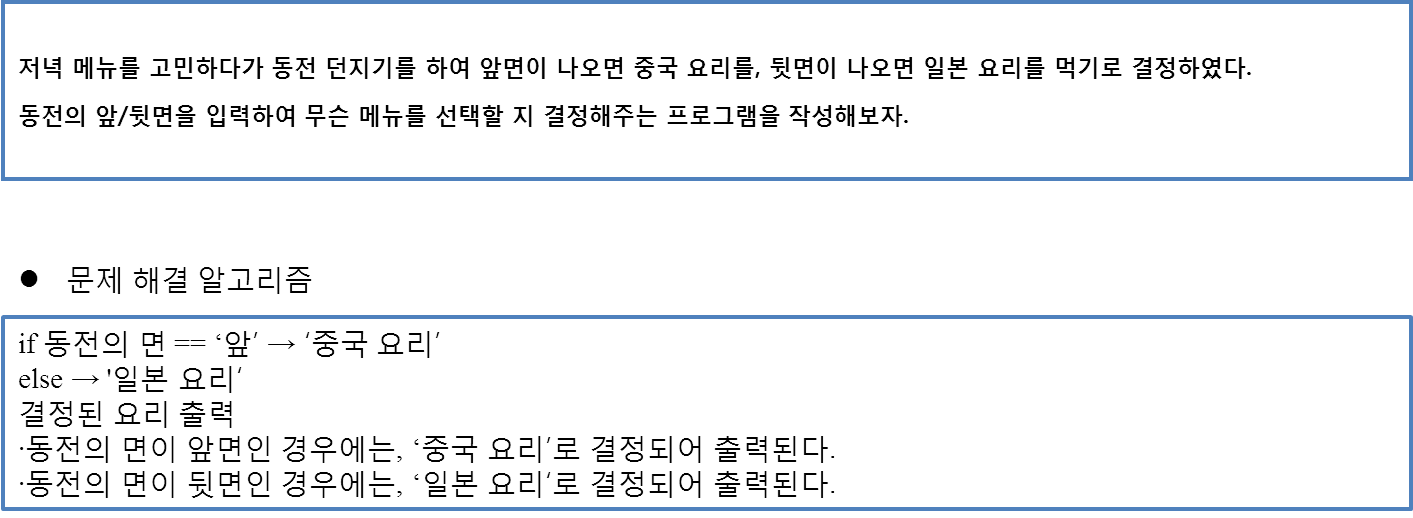 저녁 메뉴를 고민하다가 동전 던지기를 하여 앞면이 나오면 중국 요리를, 뒷면이 나오면 일본 요리를 먹기로 결정하였다.
동전의 앞/뒷면을 입력하여 무슨 메뉴를 선택할 지 결정해주는 프로그램을 작성해보자.
● 문제 해결 알고리즘
if 동전의 면 == ‘앞’ → ‘중국 요리’
else → '일본 요리’
결정된 요리 출력
·동전의 면이 앞면인 경우에는, ‘중국 요리’로 결정되어 출력된다.
·동전의 면이 뒷면인 경우에는, ‘일본 요리‘로 결정되어 출력된다.